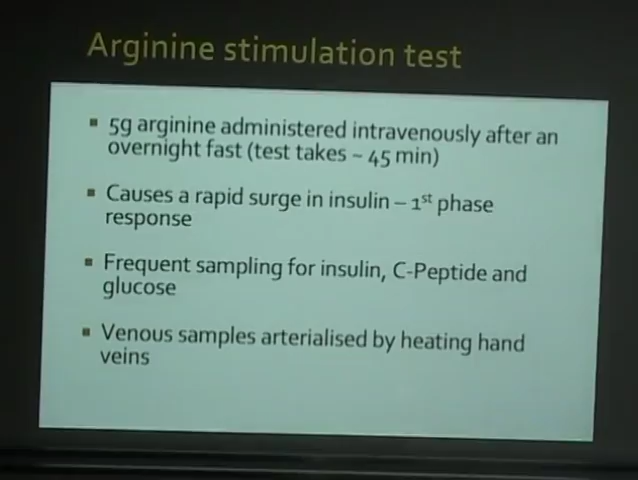 Arginine stimulation test
▪ 5g arginine administered intravenously after an
overnight fast (test takes ~ 45 min)
▪ Causes a rapid surge in insulin – 1st phase
response
▪ Frequent sampling for insulin, C-Peptide and
glucose
▪ Venous samples arterialised by heating hand
veins